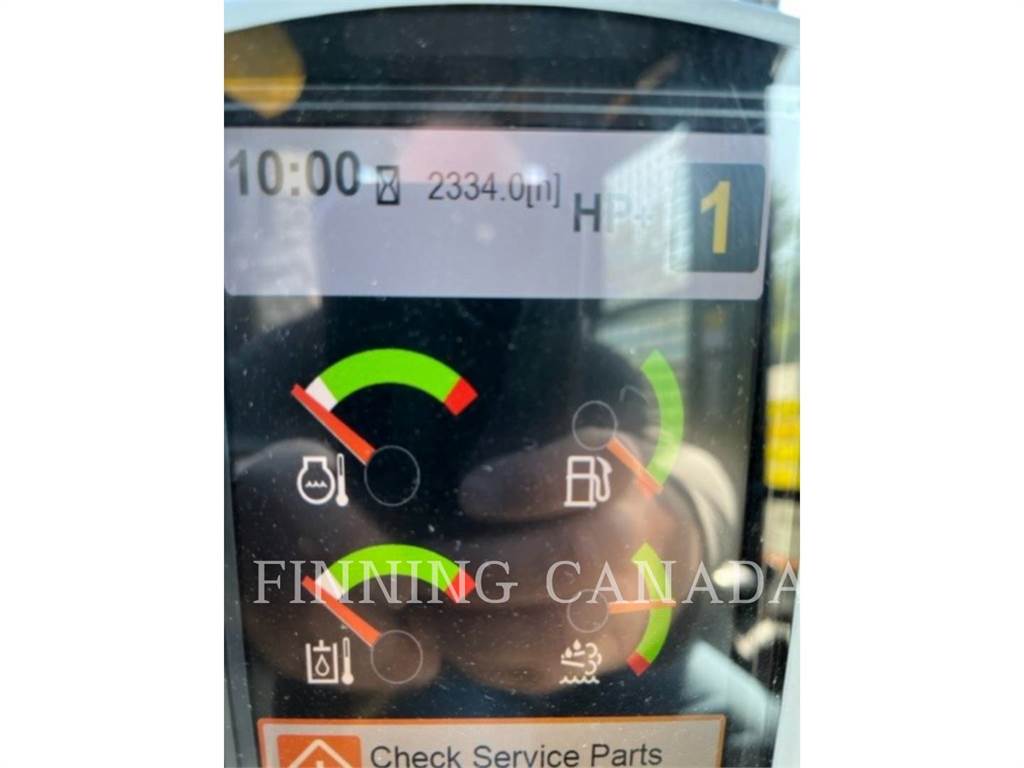 10:00 2334.0[h] HP+ 1
FINNING CANADA
Check Service Parts